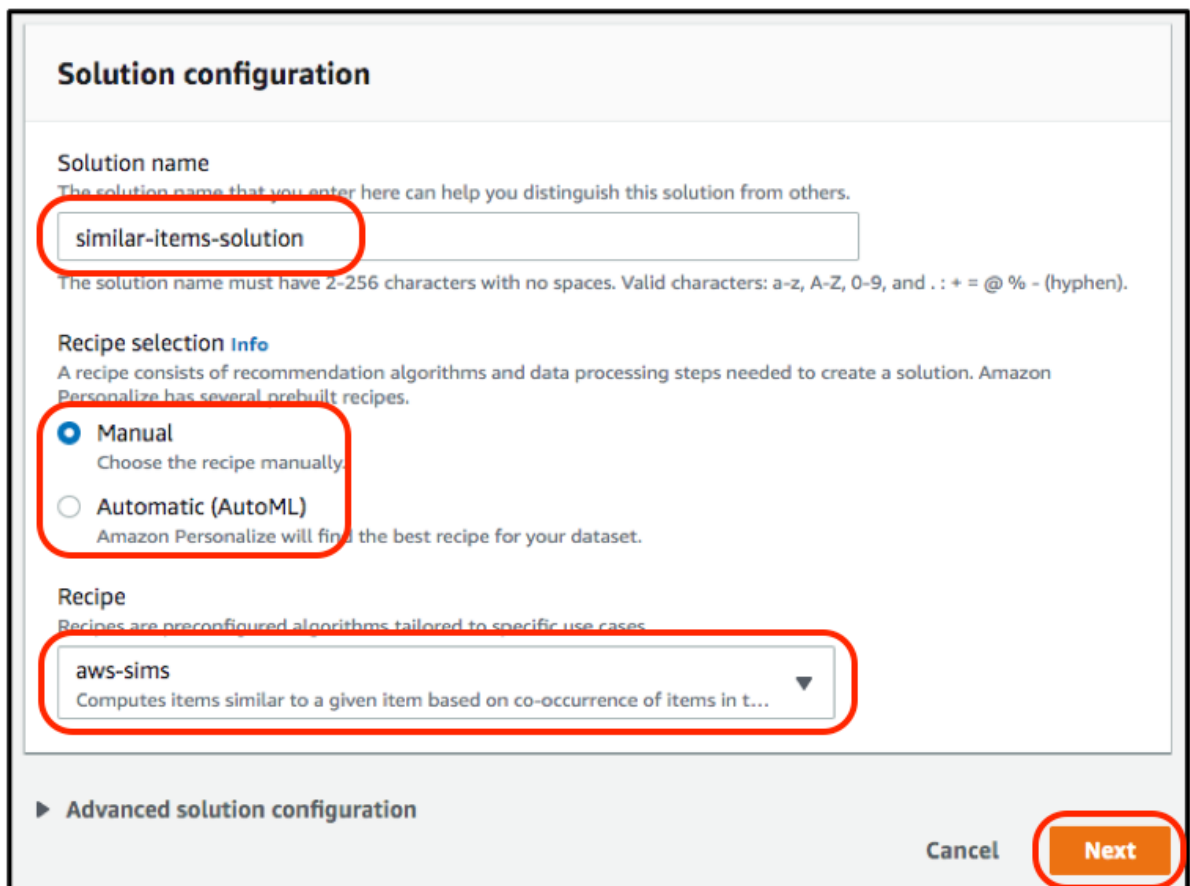 Solution configuration
Solution name
The solution name that you enter here can help you distinguish this solution from others.
similar-items-solution
The solution name must have 2-256 characters with no spaces. Valid characters: a-z, A-Z, 0-9, and . : + = @ % - (hyphen).
Recipe selection Info
A recipe consists of recommendation algorithms and data processing steps needed to create a solution. Amazon
Personalize has several prebuilt recipes.
Manual
Choose the recipe manually.
Automatic (AutoML)
Amazon Personalize will find the best recipe for your dataset.
Recipe
Recipes are preconfigured algorithms tailored to specific use cases
aws-sims
Computes items similar to a given item based on co-occurrence of items in t...
Advanced solution configuration
Cancel
Next